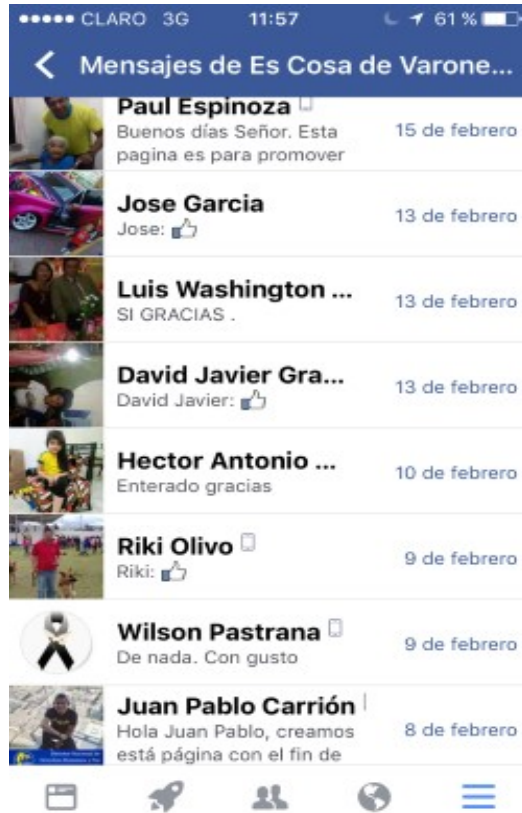 CLARO 3G 11:57 61 %
Mensajes de Es Cosa de Varone...
Paul Espinoza
Buenos días Señor. Esta
pagina es para promover
15 de febrero
Jose Garcia
Jose:
13 de febrero
Luis Washington ...
SI GRACIAS .
13 de febrero
David Javier Gra...
David Javier:
13 de febrero
Hector Antonio ...
Enterado gracias
10 de febrero
Riki Olivo
Riki:
9 de febrero
Wilson Pastrana
De nada. Con gusto
9 de febrero
Juan Pablo Carrión
Hola Juan Pablo, creamos
está página con el fin de
8 de febrero